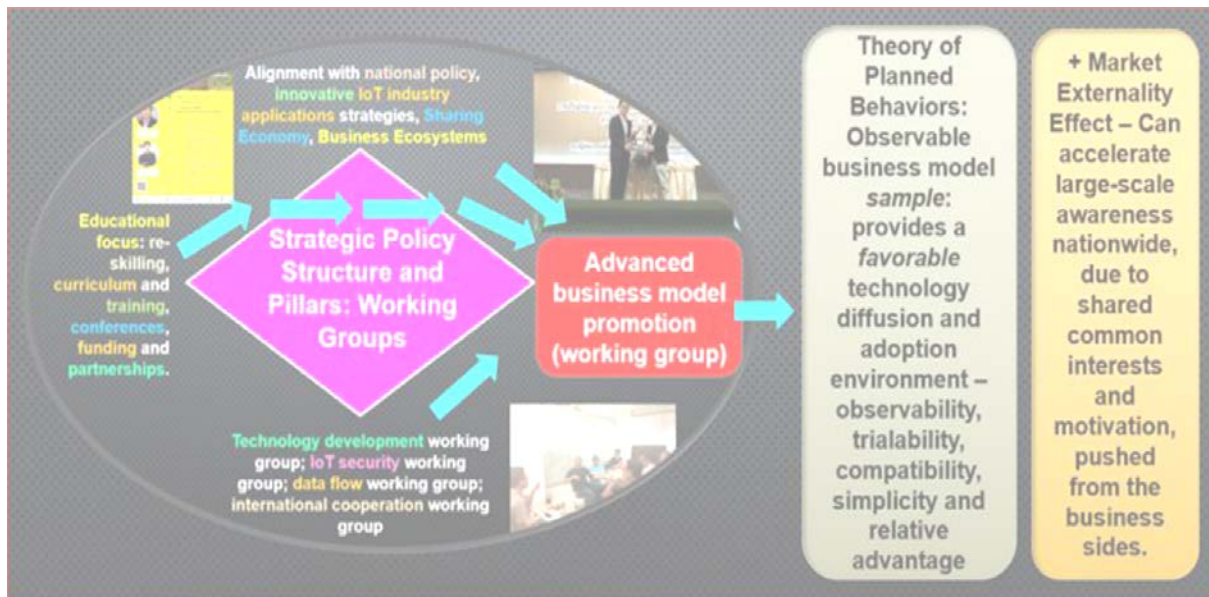 Alignment with national policy,
innovative IoT industry
applications strategies, Sharing
Economy, Business Ecosystems
Educational
focus: re-
skilling,
curriculum and
training,
conferences,
funding and
partnerships.
Strategic Policy
Structure and
Pillars: Working
Groups
Advanced
business model
promotion
(working group)
Technology development working
group; IoT security working
group; data flow working group;
international cooperation working
group
Theory of
Planned
Behaviors:
Observable
business model
sample:
provides a
favorable
technology
diffusion and
adoption
environment –
observability,
trialability,
compatibility,
simplicity and
relative
advantage
+ Market
Externality
Effect – Can
accelerate
large-scale
awareness
nationwide,
due to
shared
common
interests
and
motivation,
pushed
from the
business
sides.